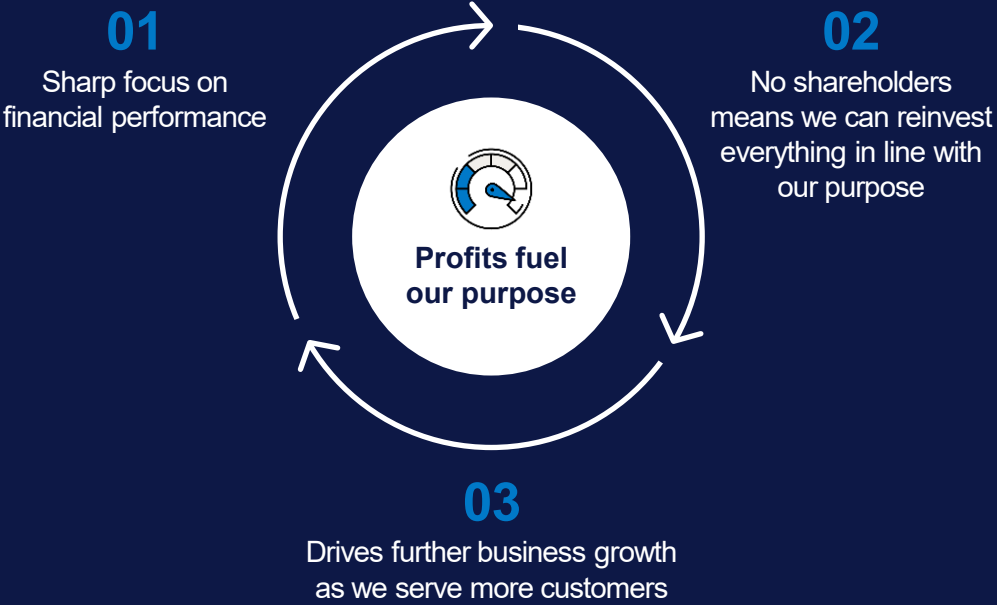 01
Sharp focus on
financial performance
02
No shareholders
means we can reinvest
everything in line with
our purpose
Profits fuel
our purpose
03
Drives further business growth
as we serve more customers